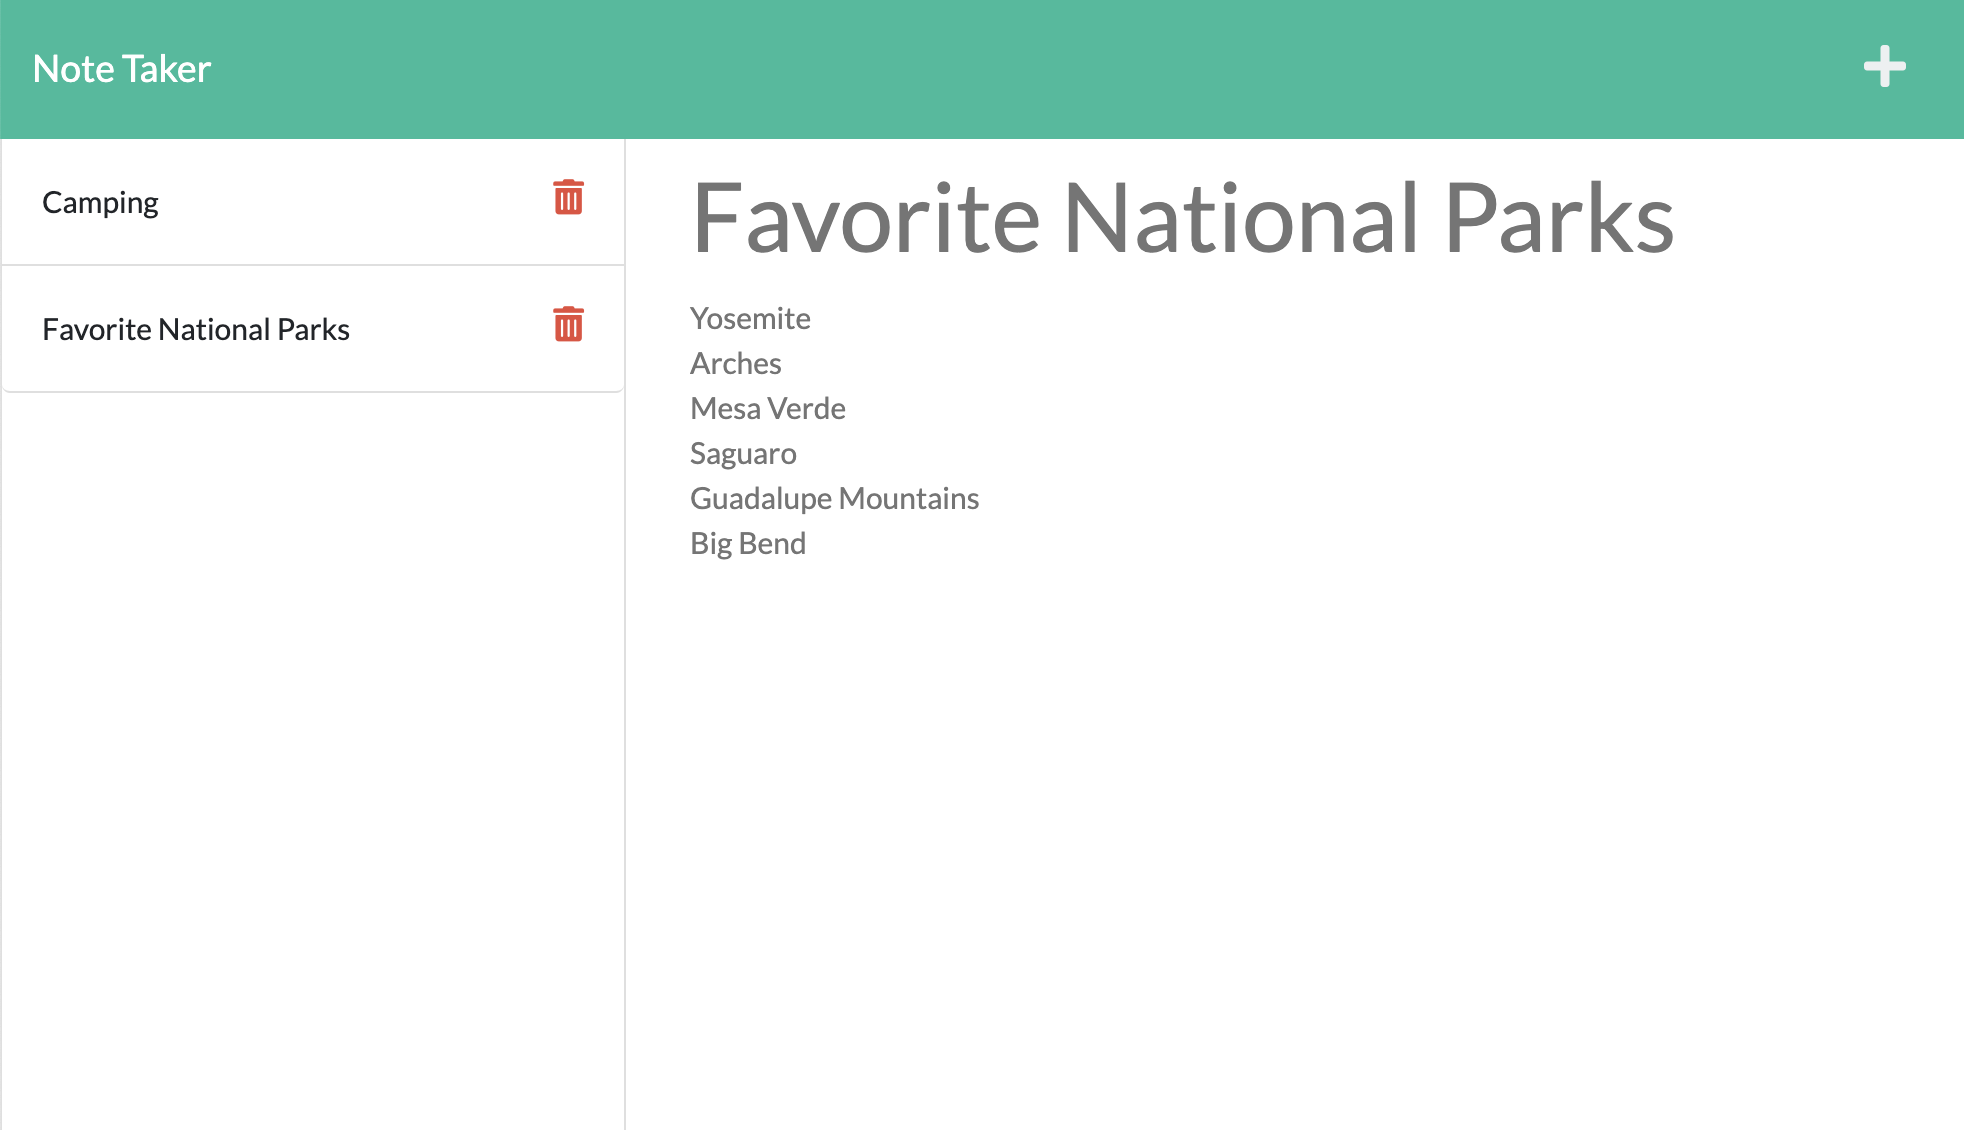 Note Taker
Camping
Favorite National Parks
Favorite National Parks
Yosemite
Arches
Mesa Verde
Saguaro
Guadalupe Mountains
Big Bend